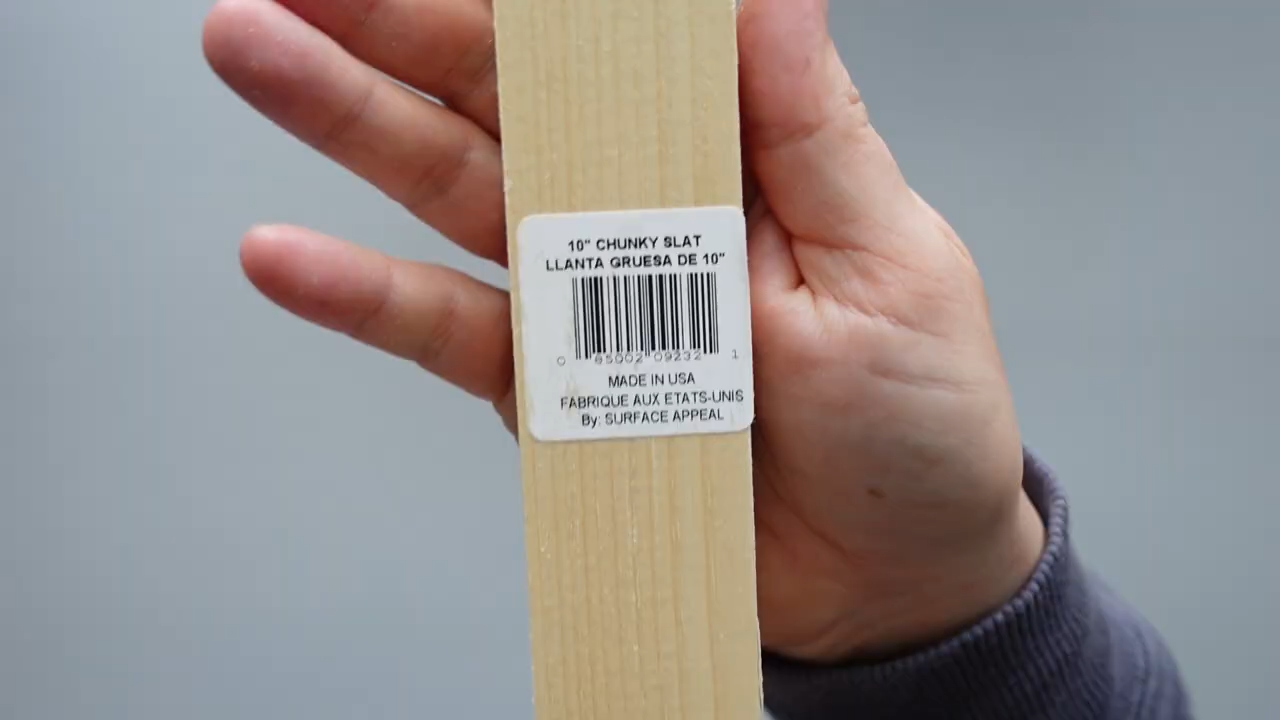 10" CHUNKY SLAT
LLANTA GRUESA DE 10"
0 65002 09232 1
MADE IN USA
FABRIQUE AUX ETATS-UNIS
By: SURFACE APPEAL